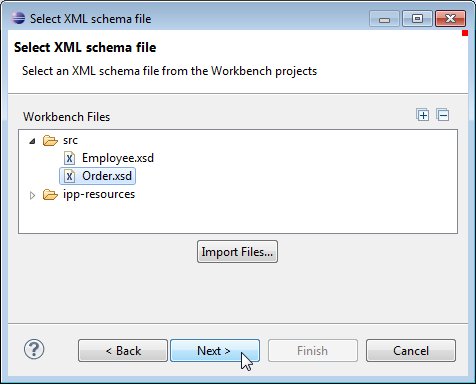 Select XML schema file
Select XML schema file
Select an XML schema file from the Workbench projects
Workbench Files
src
Employee.xsd
Order.xsd
ipp-resources
Import Files...
< Back Next > Finish Cancel